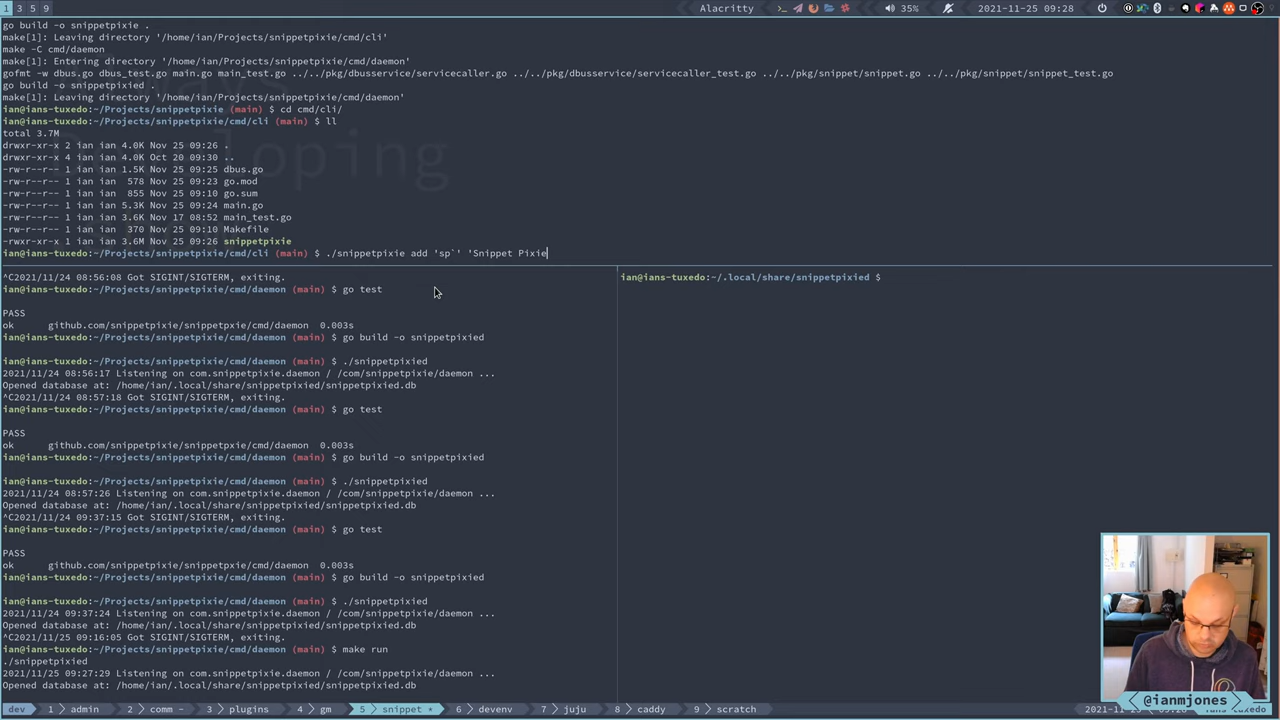 1 3 5 9
Alacritty
35%
2021-11-25 09:28
go build -o snippetpixie .
make[1]: Leaving directory '/home/ian/Projects/snippetpixie/cmd/cli'
make -C cmd/daemon
make[1]: Entering directory '/home/ian/Projects/snippetpixie/cmd/daemon'
gofmt -w dbus.go dbus_test.go main.go main_test.go ../../pkg/dbusservice/servicecaller.go ../../pkg/dbusservice/servicecaller_test.go ../../pkg/snippet/snippet.go ../../pkg/snippet/snippet_test.go
go build -o snippetpixied .
make[1]: Leaving directory '/home/ian/Projects/snippetpixie/cmd/daemon'
ian@ians-tuxedo:~/Projects/snippetpixie (main) $ cd cmd/cli/
ian@ians-tuxedo:~/Projects/snippetpixie/cmd/cli (main) $ ll
total 3.7M
drwxr-xr-x 2 ian ian 4.0K Nov 25 09:26 .
drwxr-xr-x 4 ian ian 4.0K Oct 20 09:30 ..
-rw-r--r-- 1 ian ian 1.5K Nov 25 09:25 dbus.go
-rw-r--r-- 1 ian ian  578 Nov 25 09:23 go.mod
-rw-r--r-- 1 ian ian  855 Nov 25 09:10 go.sum
-rw-r--r-- 1 ian ian 5.3K Nov 25 09:24 main.go
-rw-r--r-- 1 ian ian 3.6K Nov 17 08:52 main_test.go
-rw-r--r-- 1 ian ian  370 Nov 25 09:10 Makefile
-rwxr-xr-x 1 ian ian 3.6M Nov 25 09:26 snippetpixie
ian@ians-tuxedo:~/Projects/snippetpixie/cmd/cli (main) $ ./snippetpixie add 'sp`' 'Snippet Pixie
^C2021/11/24 08:56:08 Got SIGINT/SIGTERM, exiting.
ian@ians-tuxedo:~/Projects/snippetpixie/cmd/daemon (main) $ go test
PASS
ok      github.com/snippetpixie/snippetpxie/cmd/daemon  0.003s
ian@ians-tuxedo:~/Projects/snippetpixie/cmd/daemon (main) $ go build -o snippetpixied
ian@ians-tuxedo:~/Projects/snippetpixie/cmd/daemon (main) $ ./snippetpixied
2021/11/24 08:56:17 Listening on com.snippetpixie.daemon / /com/snippetpixie/daemon ...
Opened database at: /home/ian/.local/share/snippetpixied/snippetpixied.db
^C2021/11/24 08:57:18 Got SIGINT/SIGTERM, exiting.
ian@ians-tuxedo:~/Projects/snippetpixie/cmd/daemon (main) $ go test
PASS
ok      github.com/snippetpixie/snippetpxie/cmd/daemon  0.003s
ian@ians-tuxedo:~/Projects/snippetpixie/cmd/daemon (main) $ go build -o snippetpixied
ian@ians-tuxedo:~/Projects/snippetpixie/cmd/daemon (main) $ ./snippetpixied
2021/11/24 08:57:26 Listening on com.snippetpixie.daemon / /com/snippetpixie/daemon ...
Opened database at: /home/ian/.local/share/snippetpixied/snippetpixied.db
^C2021/11/24 09:37:15 Got SIGINT/SIGTERM, exiting.
ian@ians-tuxedo:~/Projects/snippetpixie/cmd/daemon (main) $ go test
PASS
ok      github.com/snippetpixie/snippetpxie/cmd/daemon  0.003s
ian@ians-tuxedo:~/Projects/snippetpixie/cmd/daemon (main) $ go build -o snippetpixied
ian@ians-tuxedo:~/Projects/snippetpixie/cmd/daemon (main) $ ./snippetpixied
2021/11/24 09:37:24 Listening on com.snippetpixie.daemon / /com/snippetpixie/daemon ...
Opened database at: /home/ian/.local/share/snippetpixied/snippetpixied.db
^C2021/11/25 09:16:05 Got SIGINT/SIGTERM, exiting.
ian@ians-tuxedo:~/Projects/snippetpixie/cmd/daemon (main) $ make run
./snippetpixied
2021/11/25 09:27:29 Listening on com.snippetpixie.daemon / /com/snippetpixie/daemon ...
Opened database at: /home/ian/.local/share/snippetpixied/snippetpixied.db
ian@ians-tuxedo:~/.local/share/snippetpixied $
@ianmjones
dev 1 admin 2 comm - 3 plugins 4 gm 5 snippet * 6 devenv 7 juju 8 caddy 9 scratch